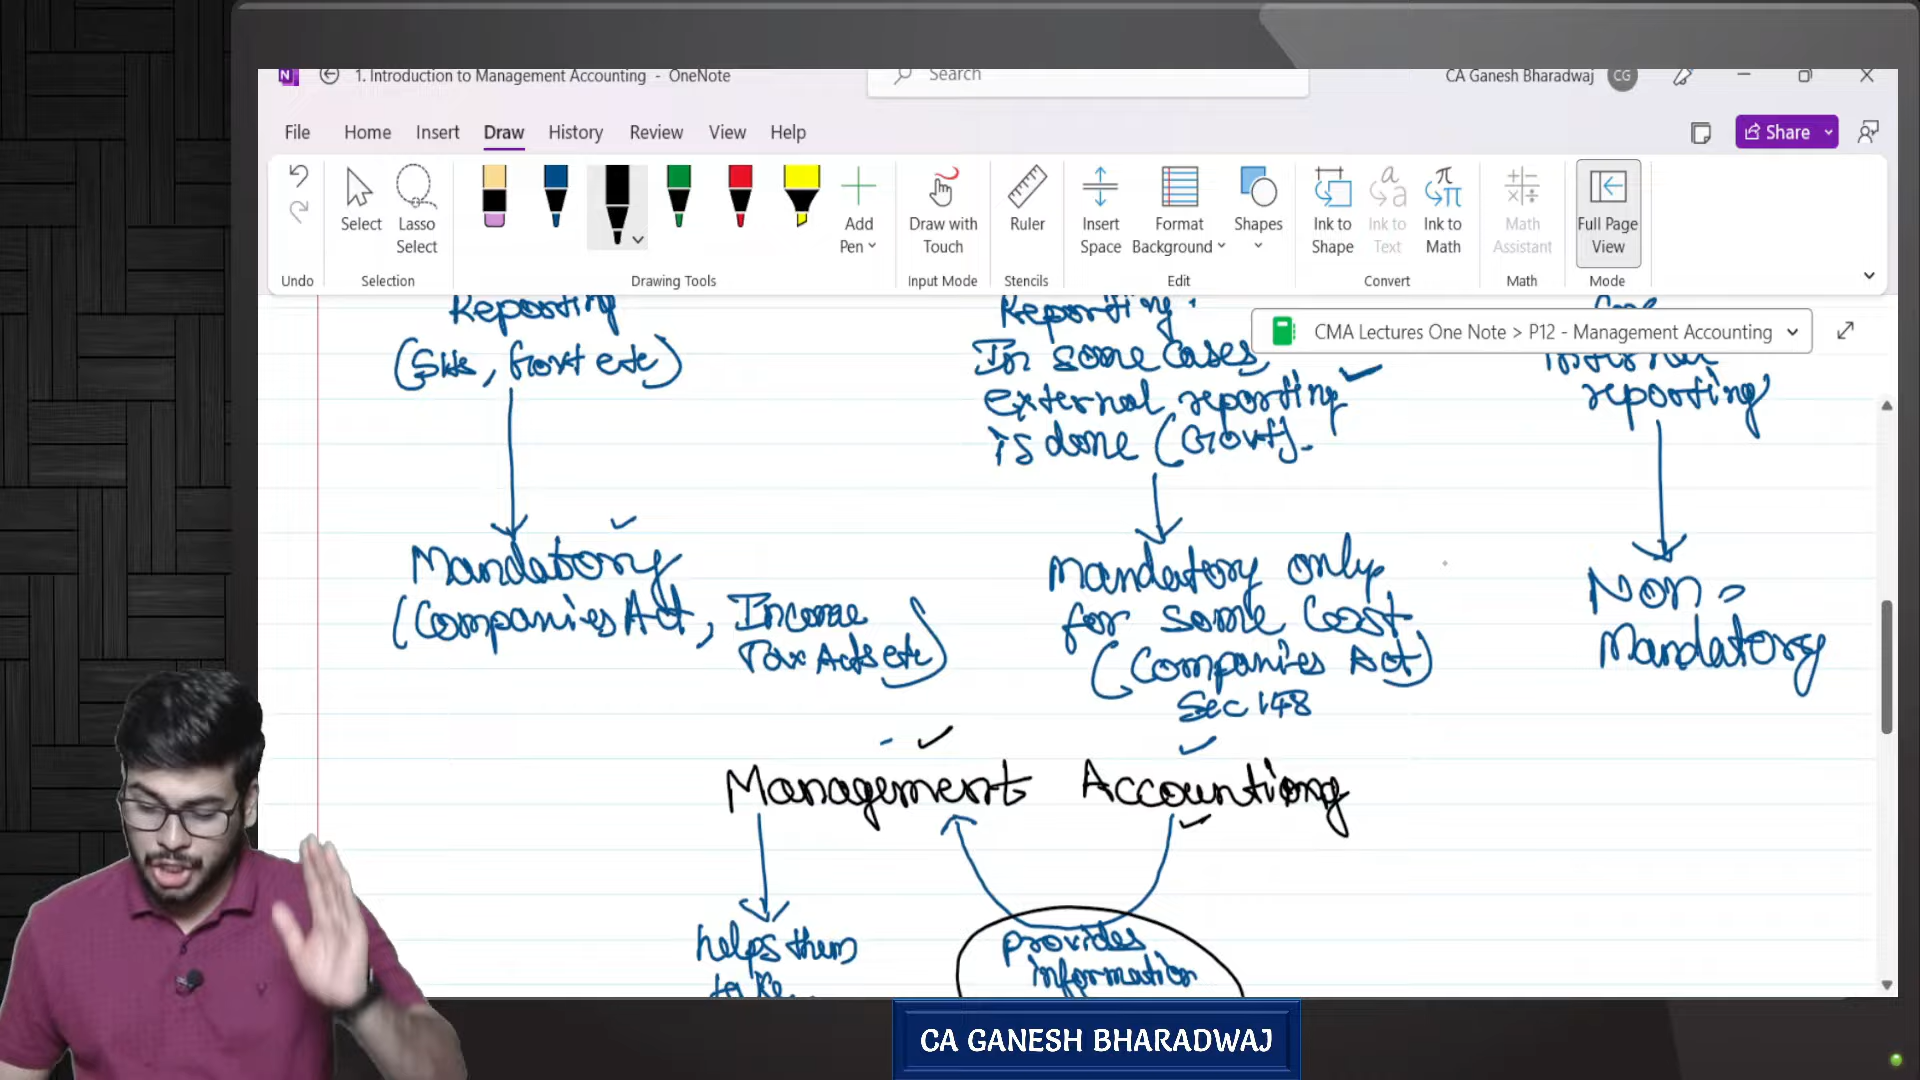 1. Introduction to Management Accounting - OneNote
Search
CA Ganesh Bharadwaj
CG
File Home Insert Draw History Review View Help
Share
Select
Lasso Select
Add Pen
Draw with Touch
Ruler
Insert Space
Format Background
Shapes
Ink to Shape
Ink to Text
Ink to Math
Math Assistant
Full Page View
Undo
Selection
Drawing Tools
Input Mode
Stencils
Edit
Convert
Math
Mode
CMA Lectures One Note > P12 - Management Accounting
Reporting
(SHs, Govt etc)
Mandatory
(Companies Act, Income
Tax Acts etc)
Reporting.
In some cases
external reporting
is done (Govt).
Mandatory only
for some Cost
(Companies Act)
Sec 148
reporting
Non -
Mandatory
Management Accounting
helps them
provides
information
CA GANESH BHARADWAJ